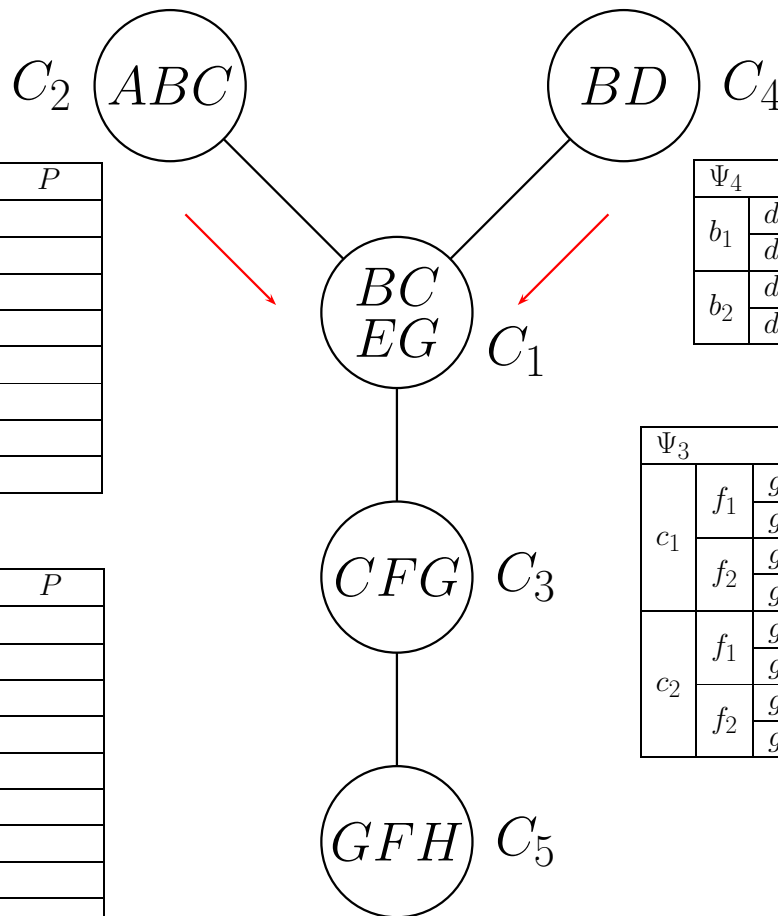 C₂
ABC
BD
C₄
P
Ψ₄
b₁
d
d
b₂
d
d
BC
EG
C₁
Ψ₃
c₁
f₁
g
g
f₂
g
g
c₂
f₁
g
g
f₂
g
g
CFG
C₃
P
GFH
C₅